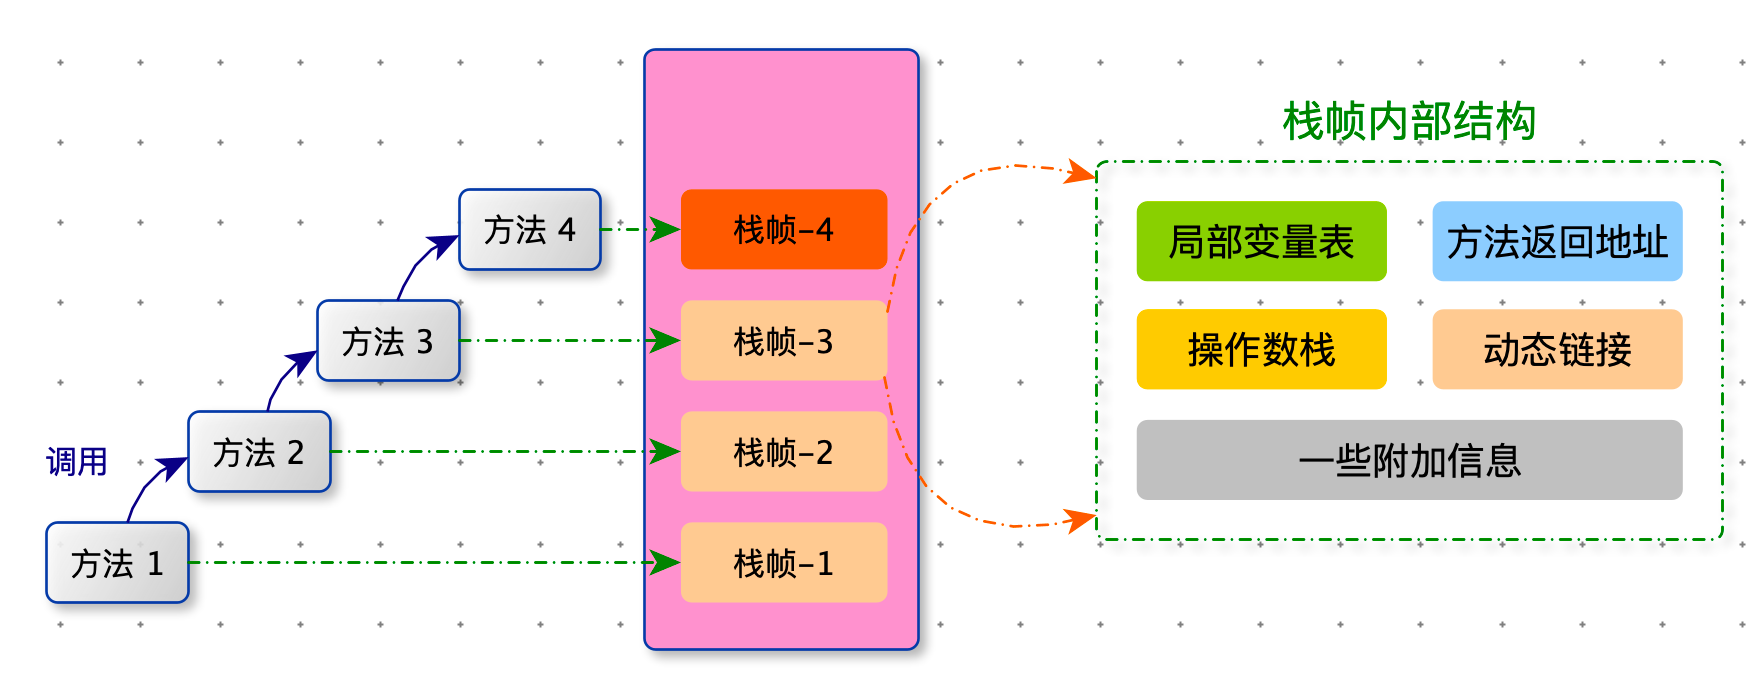 栈帧内部结构
方法 4
栈帧-4
局部变量表
方法返回地址
方法 3
栈帧-3
操作数栈
动态链接
调用
方法 2
栈帧-2
一些附加信息
方法 1
栈帧-1